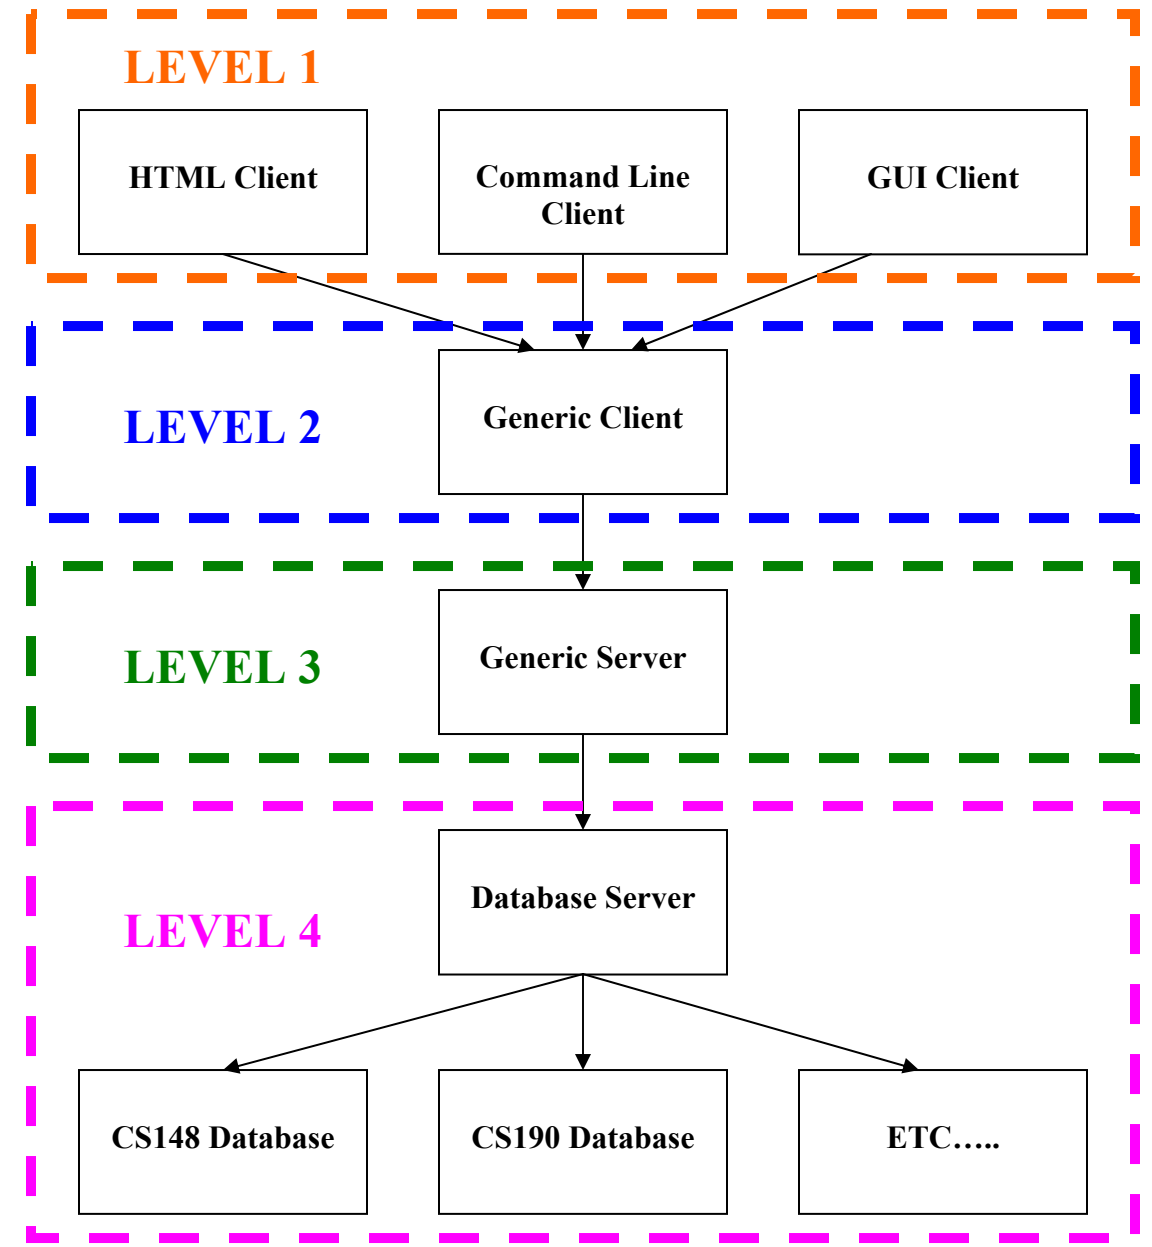 LEVEL 1
HTML Client
Command Line
Client
GUI Client
LEVEL 2
Generic Client
LEVEL 3
Generic Server
LEVEL 4
Database Server
CS148 Database
CS190 Database
ETC…..